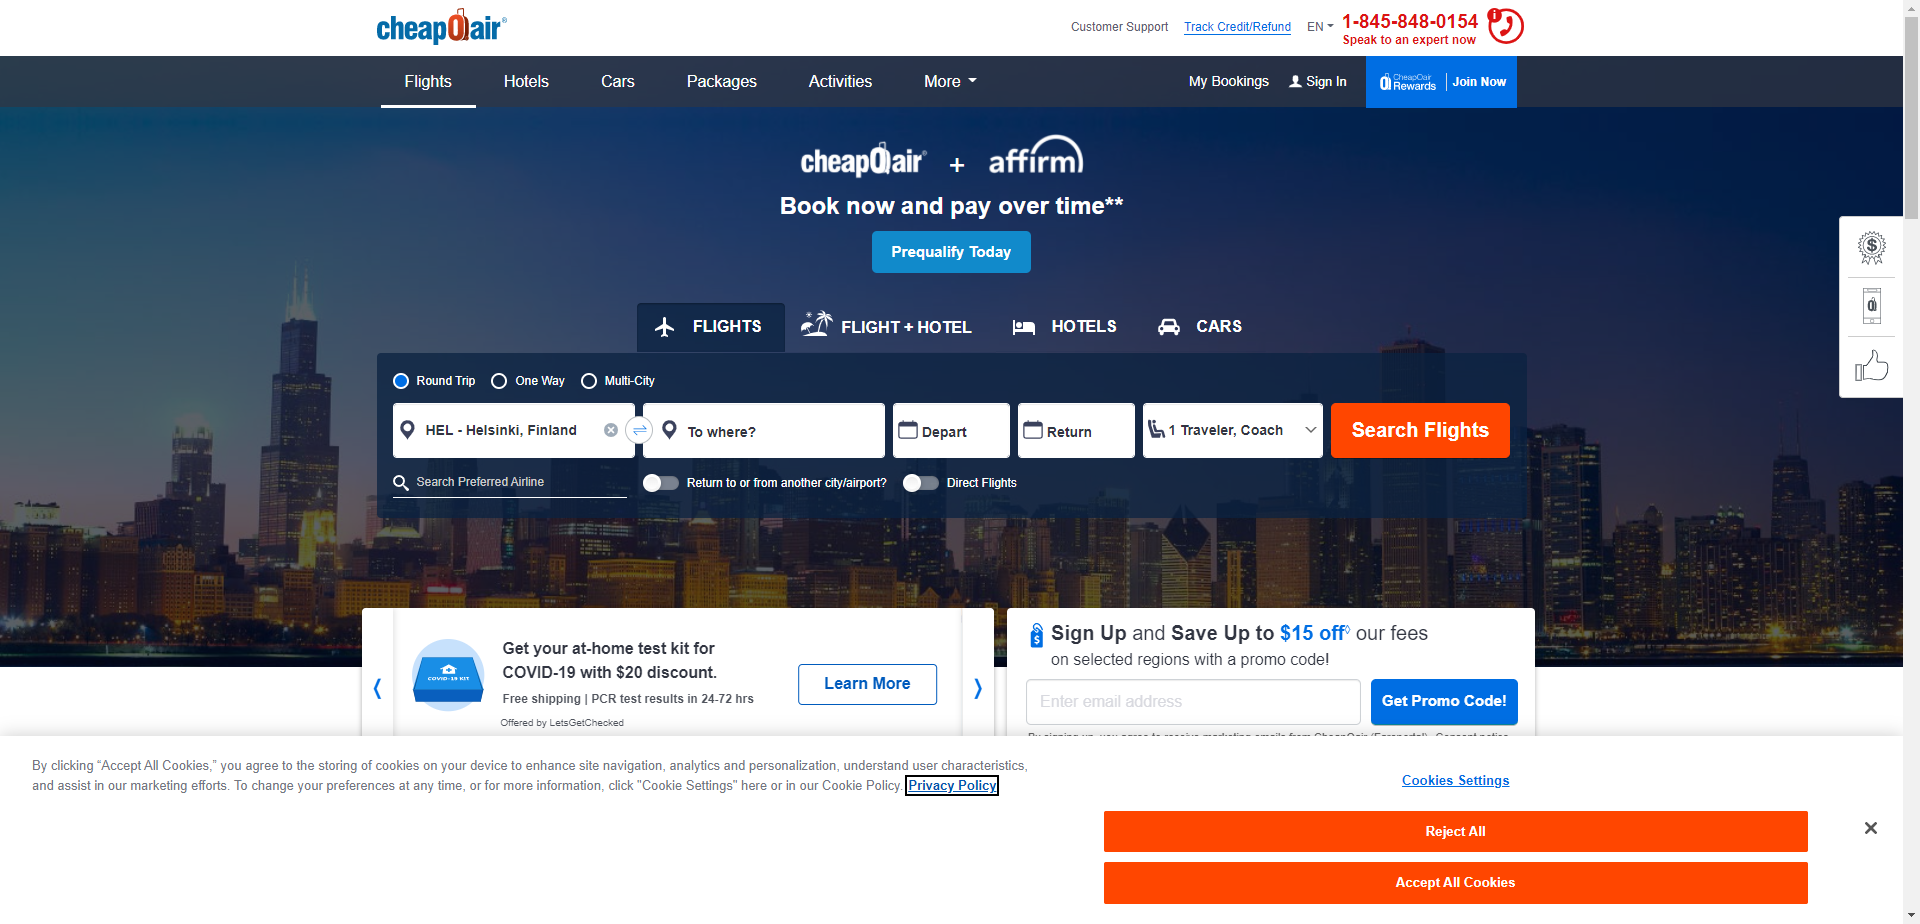 cheapOair®
Customer Support
Track Credit/Refund
EN
1-845-848-0154
Speak to an expert now
Flights
Hotels
Cars
Packages
Activities
More
My Bookings
Sign In
CheapOair
Rewards
Join Now
cheapOair® + affirm
Book now and pay over time**
Prequalify Today
FLIGHTS
FLIGHT + HOTEL
HOTELS
CARS
Round Trip
One Way
Multi-City
HEL - Helsinki, Finland
To where?
Depart
Return
1 Traveler, Coach
Search Flights
Search Preferred Airline
Return to or from another city/airport?
Direct Flights
COVID-19 KIT
Get your at-home test kit for
COVID-19 with $20 discount.
Free shipping | PCR test results in 24-72 hrs
Offered by LetsGetChecked
Learn More
Sign Up and Save Up to $15 off◊ our fees
on selected regions with a promo code!
Enter email address
Get Promo Code!
By clicking “Accept All Cookies,” you agree to the storing of cookies on your device to enhance site navigation, analytics and personalization, understand user characteristics,
and assist in our marketing efforts. To change your preferences at any time, or for more information, click "Cookie Settings" here or in our Cookie Policy. Privacy Policy
Cookies Settings
Reject All
Accept All Cookies